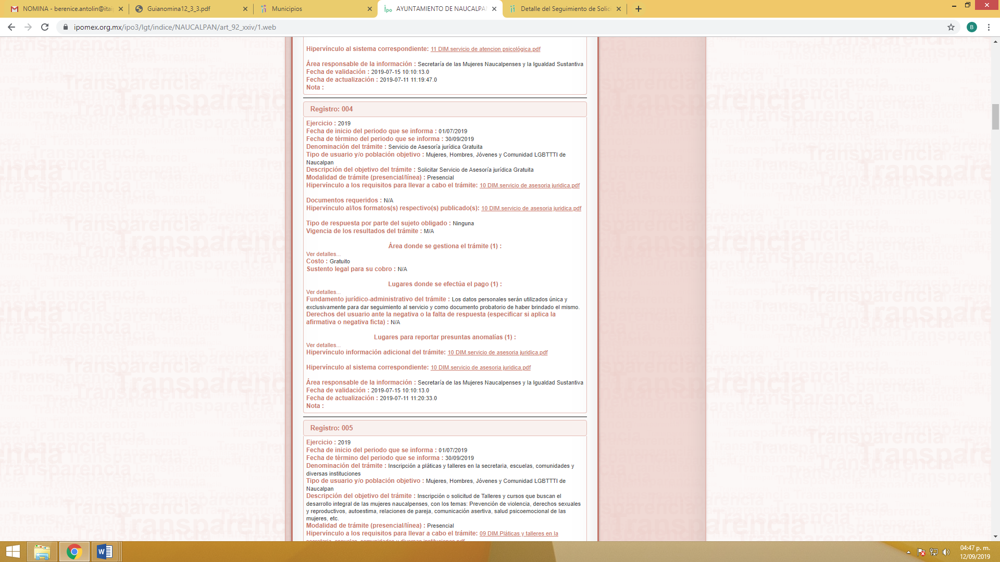 NOMINA - berenice.antolin@itai
Guianomina12_3_3.pdf
Municipios
AYUNTAMIENTO DE NAUCALPA
Detalle del Seguimiento de Solici
ipomex.org.mx/ipo3/lgt/indice/NAUCALPAN/art_92_xxiv/1.web
B
Hipervínculo al sistema correspondiente: 11 DIM.servicio de atencion psicológica.pdf
Área responsable de la información : Secretaría de las Mujeres Naucalpenses y la Igualdad Sustantiva
Fecha de validación : 2019-07-15 10:10:13.0
Fecha de actualización : 2019-07-11 11:19:47.0
Nota :
Registro: 004
Ejercicio : 2019
Fecha de inicio del periodo que se informa : 01/07/2019
Fecha de término del periodo que se informa : 30/09/2019
Denominación del trámite : Servicio de Asesoría jurídica Gratuita
Tipo de usuario y/o población objetivo : Mujeres, Hombres, Jóvenes y Comunidad LGBTTTI de
Naucalpan
Descripción del objetivo del trámite : Solicitar Servicio de Asesoría jurídica Gratuita
Modalidad de trámite (presencial/línea) : Presencial
Hipervínculo a los requisitos para llevar a cabo el trámite: 10 DIM.servicio de asesoria juridica.pdf
Documentos requeridos : N/A
Hipervínculo al/los formatos(s) respectivo(s) publicado(s): 10 DIM.servicio de asesoria juridica.pdf
Tipo de respuesta por parte del sujeto obligado : Ninguna
Vigencia de los resultados del trámite : M/A
Área donde se gestiona el trámite (1) :
Ver detalles...
Costo : Gratuito
Sustento legal para su cobro : N/A
Lugares donde se efectúa el pago (1) :
Ver detalles...
Fundamento jurídico-administrativo del trámite : Los datos personales serán utilizados única y
exclusivamente para dar seguimiento al servicio y como documento probatorio de haber brindado el mismo.
Derechos del usuario ante la negativa o la falta de respuesta (especificar si aplica la
afirmativa o negativa ficta) : N/A
Lugares para reportar presuntas anomalías (1) :
Ver detalles...
Hipervínculo información adicional del trámite: 10 DIM.servicio de asesoria juridica.pdf
Hipervínculo al sistema correspondiente: 10 DIM.servicio de asesoria juridica.pdf
Área responsable de la información : Secretaría de las Mujeres Naucalpenses y la Igualdad Sustantiva
Fecha de validación : 2019-07-15 10:10:13.0
Fecha de actualización : 2019-07-11 11:20:33.0
Nota :
Registro: 005
Ejercicio : 2019
Fecha de inicio del periodo que se informa : 01/07/2019
Fecha de término del periodo que se informa : 30/09/2019
Denominación del trámite : Inscripción a pláticas y talleres en la secretaria, escuelas, comunidades y
diversas instituciones
Tipo de usuario y/o población objetivo : Mujeres, Hombres, Jóvenes y Comunidad LGBTTTI de
Naucalpan
Descripción del objetivo del trámite : Inscripción o solicitud de Talleres y cursos que buscan el
desarrollo integral de las mujeres naucalpenses, con los temas: Prevención de violencia, derechos sexuales
y reproductivos, autoestima, relaciones de pareja, comunicación asertiva, salud psicoemocional de las
mujeres, etc.
Modalidad de trámite (presencial/línea) : Presencial
Hipervínculo a los requisitos para llevar a cabo el trámite: 09 DIM.Pláticas y talleres en la
secretaria, escuelas, comunidades y diversas instituciones.pdf
04:47 p. m.
12/09/2019